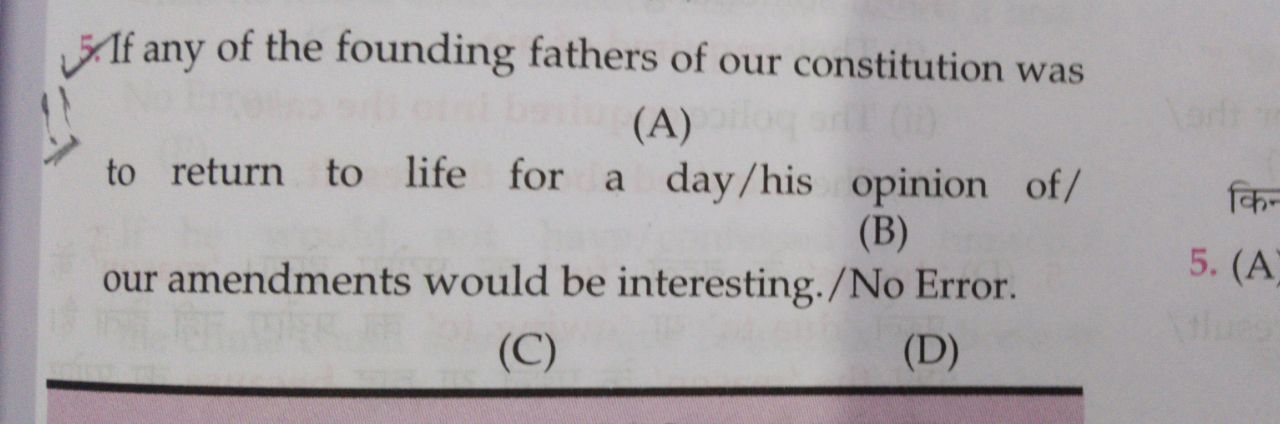 5. If any of the founding fathers of our constitution was
(A)
to return to life for a day/his opinion of/
(B)
our amendments would be interesting./No Error.
(C) (D)
5. (A)